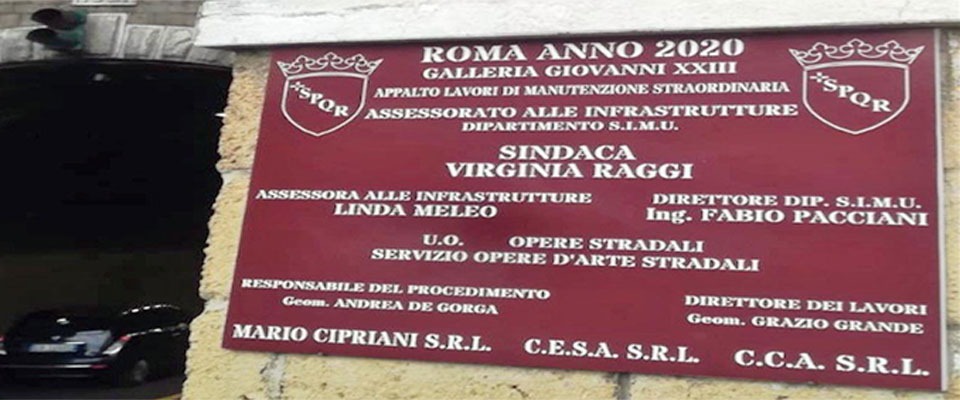 ROMA ANNO 2020
GALLERIA GIOVANNI XXIII
SPQR
SPQR
APPALTO LAVORI DI MANUTENZIONE STRAORDINARIA
ASSESSORATO ALLE INFRASTRUTTURE
DIPARTIMENTO S.I.M.U.
SINDACA
VIRGINIA RAGGI
ASSESSORA ALLE INFRASTRUTTURE
LINDA MELEO
DIRETTORE DIP. S.I.M.U.
Ing. FABIO PACCIANI
U.O. OPERE STRADALI
SERVIZIO OPERE D'ARTE STRADALI
RESPONSABILE DEL PROCEDIMENTO
Geom. ANDREA DE GORGA
DIRETTORE DEI LAVORI
Geom. GRAZIO GRANDE
MARIO CIPRIANI S.R.L. C.E.S.A. S.R.L. C.C.A. S.R.L.